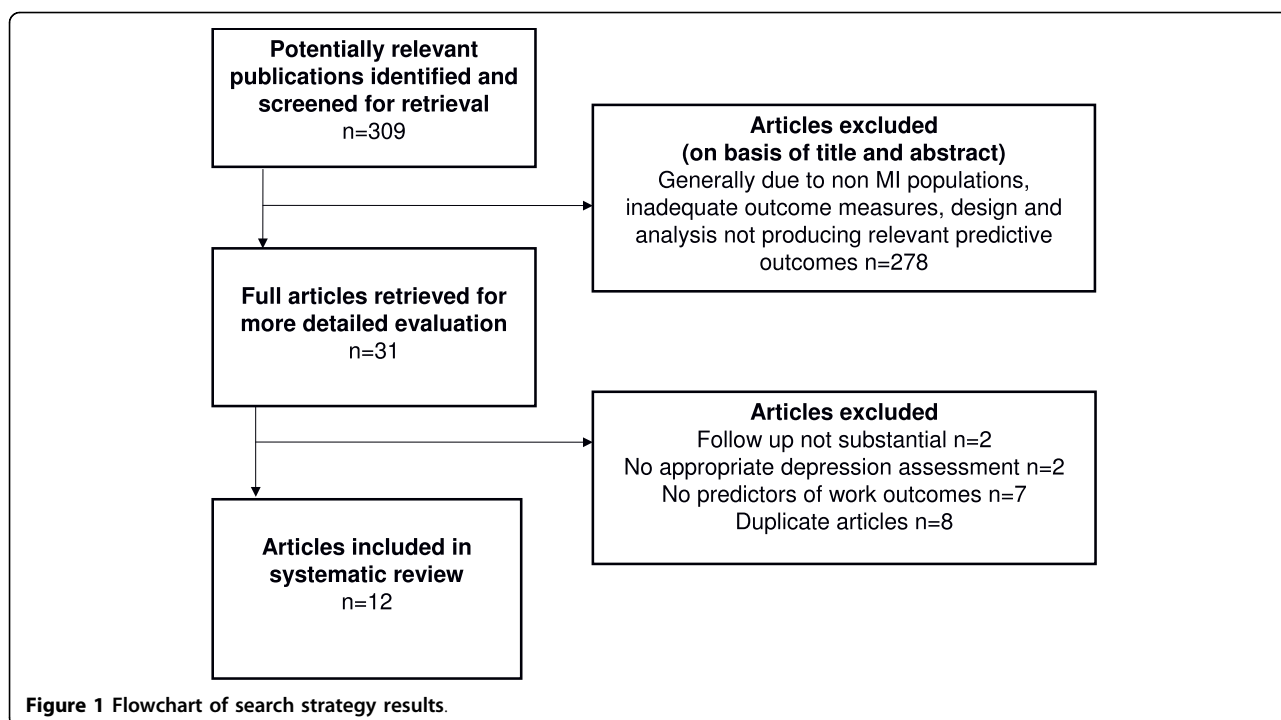 Potentially relevant
publications identified and
screened for retrieval
n=309
Articles excluded
(on basis of title and abstract)
Generally due to non MI populations,
inadequate outcome measures, design and
analysis not producing relevant predictive
outcomes n=278
Full articles retrieved for
more detailed evaluation
n=31
Articles excluded
Follow up not substantial n=2
No appropriate depression assessment n=2
No predictors of work outcomes n=7
Duplicate articles n=8
Articles included in
systematic review
n=12
Figure 1 Flowchart of search strategy results.